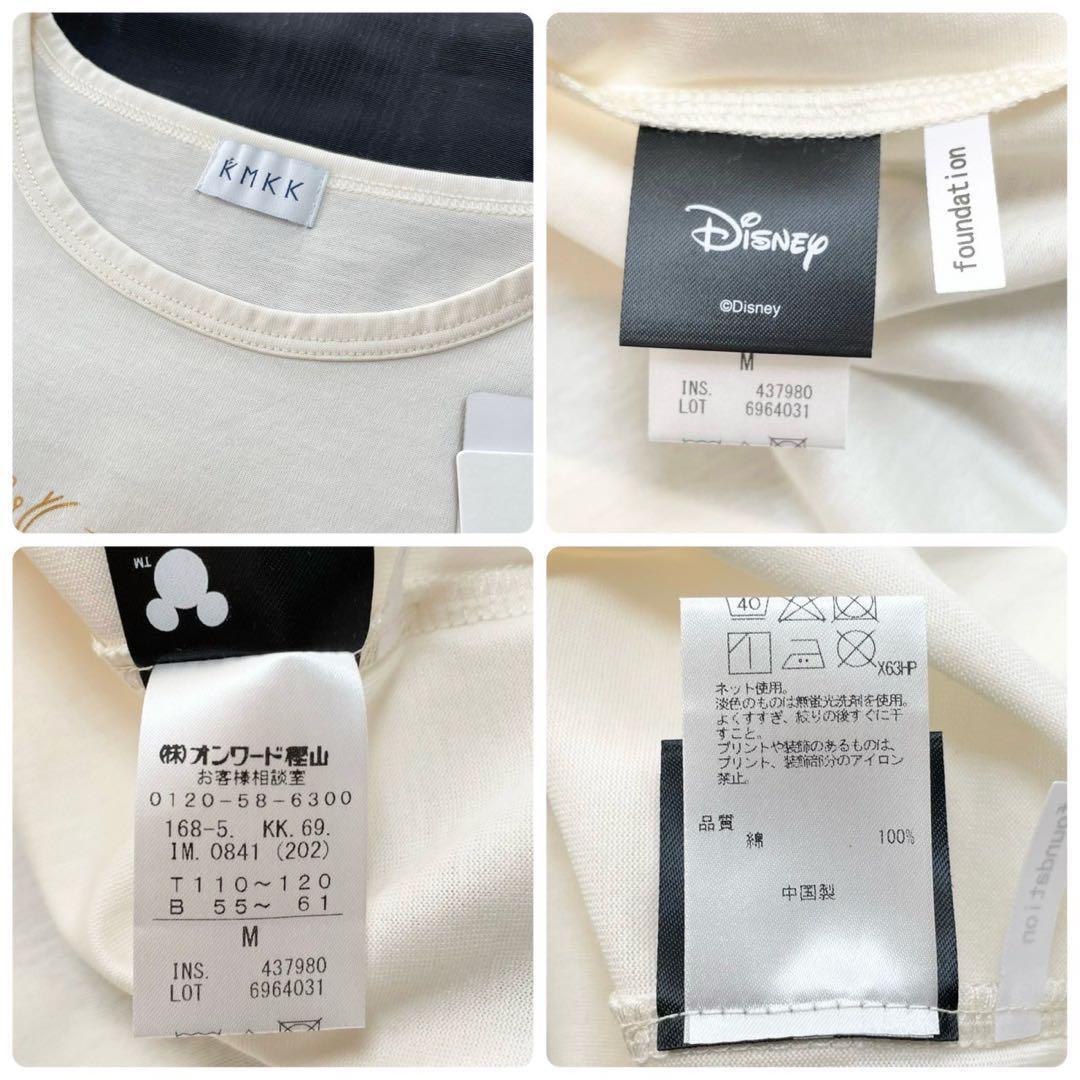 KMKK
Disney
©Disney
foundation
M
INS. 437980
LOT 6964031
TM
(株)オンワード樫山
お客様相談室
0120-58-6300
168-5. KK. 69.
IM. 0841 (202)
T 110～120
B 55～ 61
M
INS. 437980
LOT 6964031
40
X63HP
ネット使用。
淡色のものは無蛍光洗剤を使用。
よくすすぎ、絞りの後すぐに干
すこと。
プリントや装飾のあるものは、
プリント、装飾部分のアイロン
禁止。
品質
綿 100%
中国製
foundation